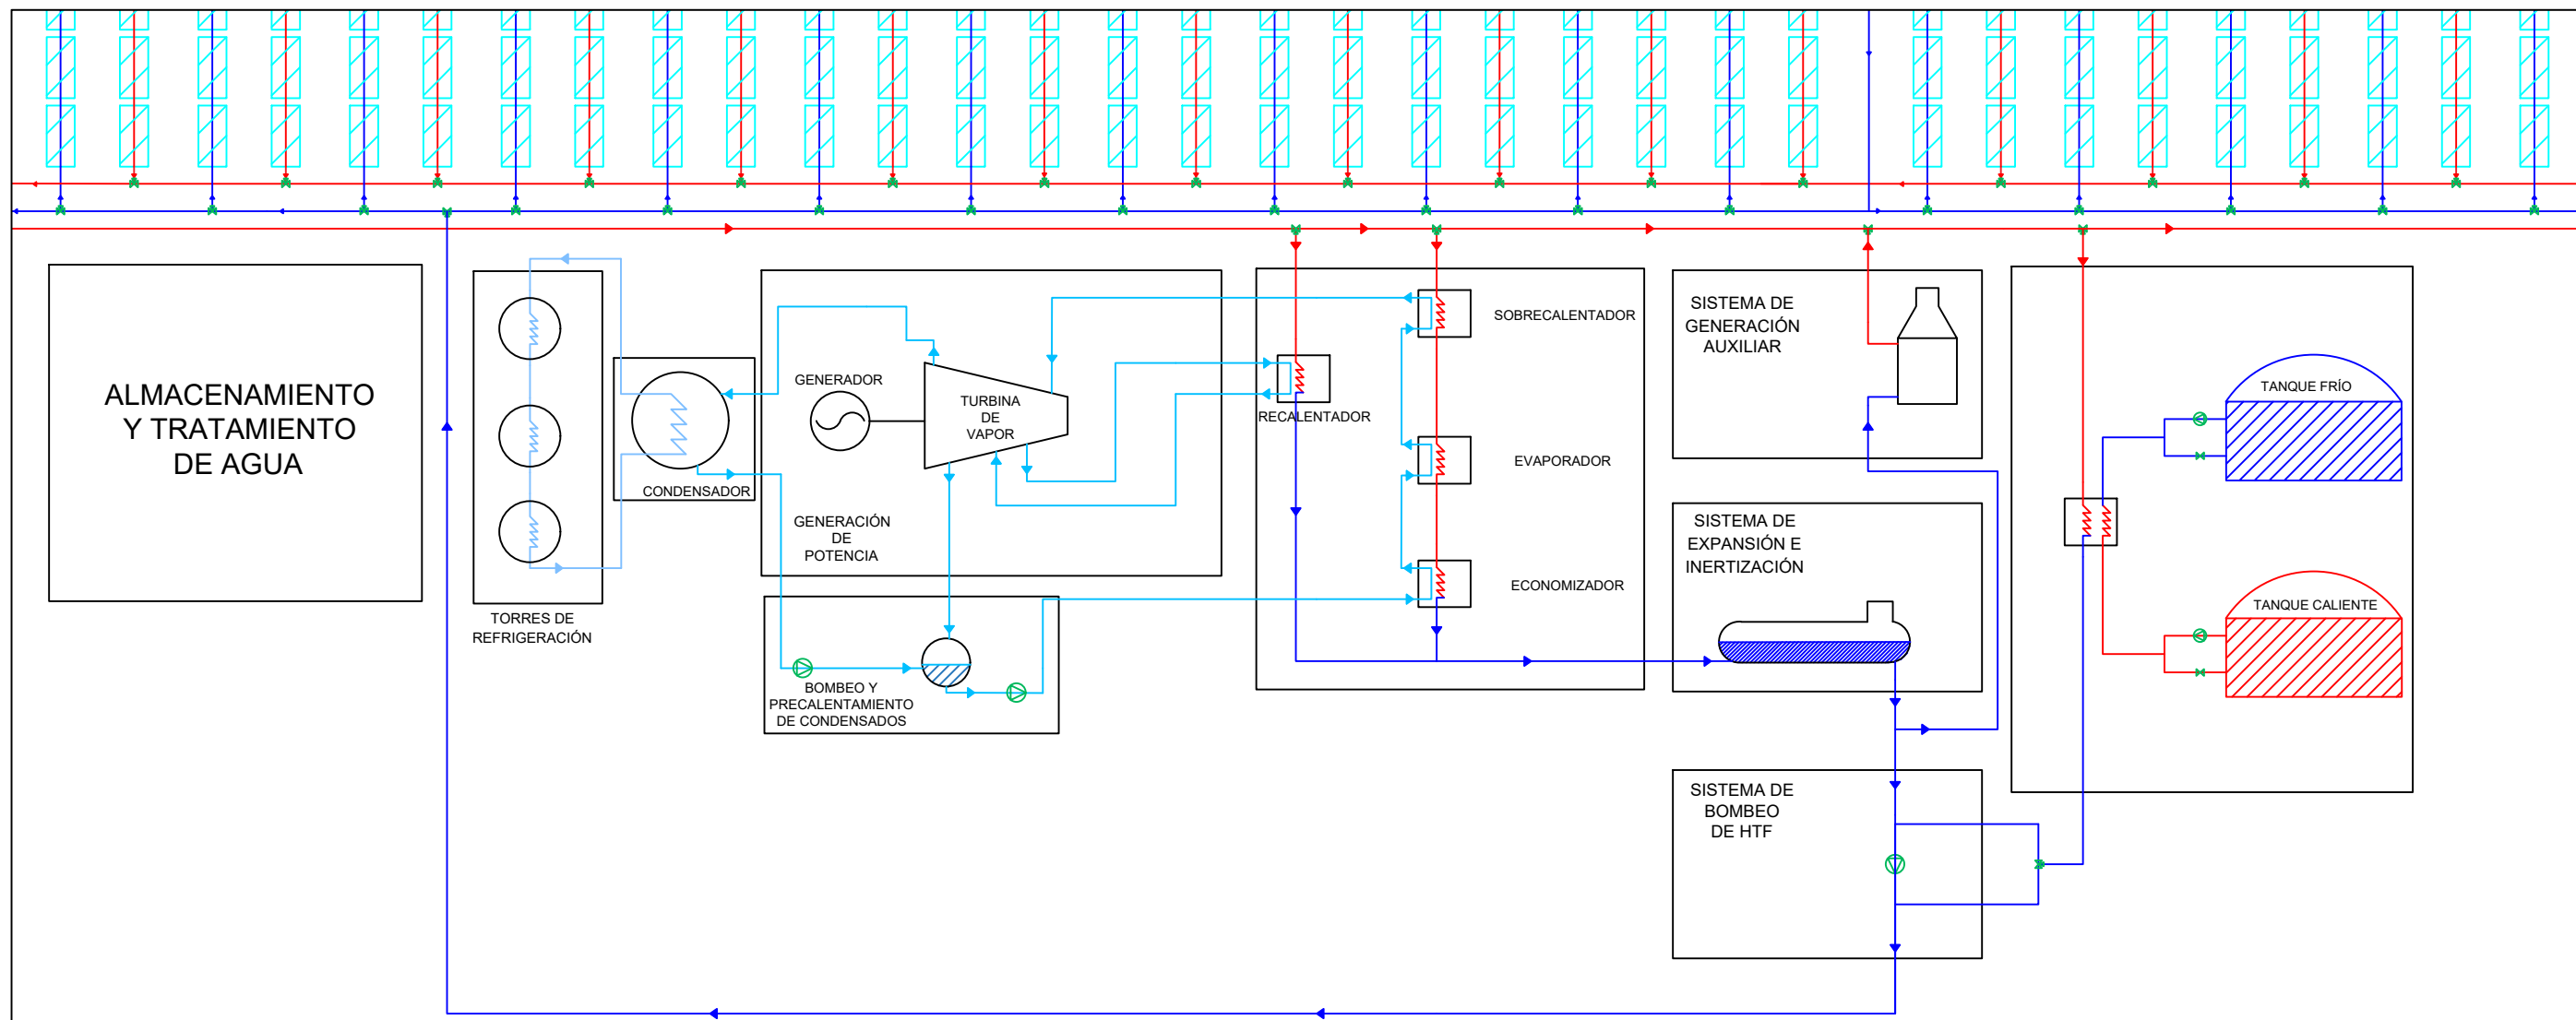 ALMACENAMIENTO
Y TRATAMIENTO
DE AGUA
TORRES DE
REFRIGERACIÓN
CONDENSADOR
GENERADOR
TURBINA
DE
VAPOR
GENERACIÓN
DE
POTENCIA
BOMBEO Y
PRECALENTAMIENTO
DE CONDENSADOS
RECALENTADOR
SOBRECALENTADOR
EVAPORADOR
ECONOMIZADOR
SISTEMA DE
GENERACIÓN
AUXILIAR
SISTEMA DE
EXPANSIÓN E
INERTIZACIÓN
SISTEMA DE
BOMBEO
DE HTF
TANQUE FRÍO
TANQUE CALIENTE